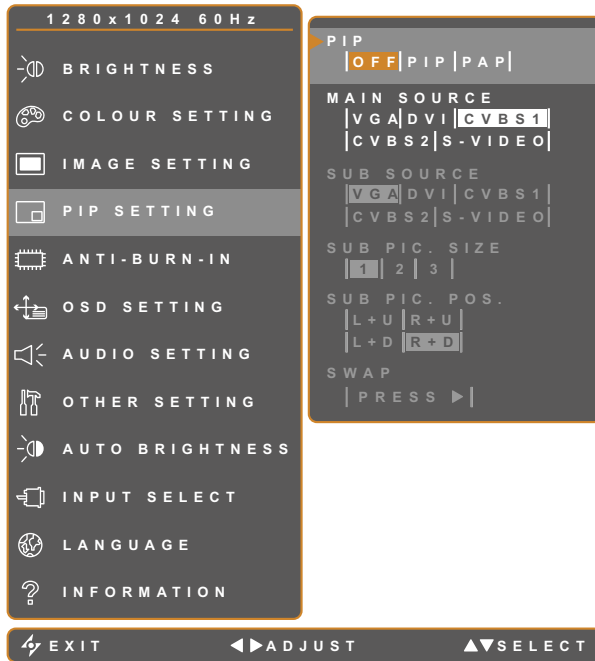 1280x1024 60Hz
BRIGHTNESS
COLOUR SETTING
IMAGE SETTING
PIP SETTING
ANTI-BURN-IN
OSD SETTING
AUDIO SETTING
OTHER SETTING
AUTO BRIGHTNESS
INPUT SELECT
LANGUAGE
INFORMATION
PIP
OFF PIP PAP
MAIN SOURCE
VGA DVI CVBS1
CVBS2 S-VIDEO
SUB SOURCE
VGA DVI CVBS1
CVBS2 S-VIDEO
SUB PIC. SIZE
1 2 3
SUB PIC. POS.
L+U R+U
L+D R+D
SWAP
PRESS ▶
EXIT ◀▶ADJUST ▲▼SELECT